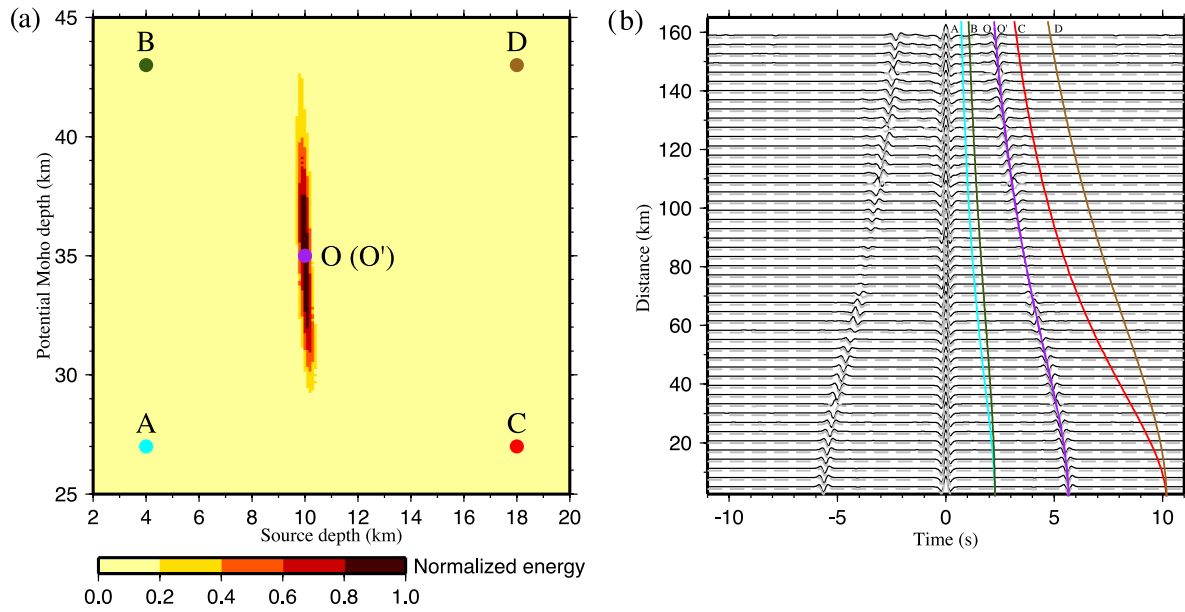 (a)
45
40
35
30
25
Potential Moho depth (km)
B
D
O (O')
A
C
2 4 6 8 10 12 14 16 18 20
Source depth (km)
Normalized energy
0.0 0.2 0.4 0.6 0.8 1.0
(b)
160
140
120
100
80
60
40
20
Distance (km)
A B O O' C D
-10 -5 0 5 10
Time (s)